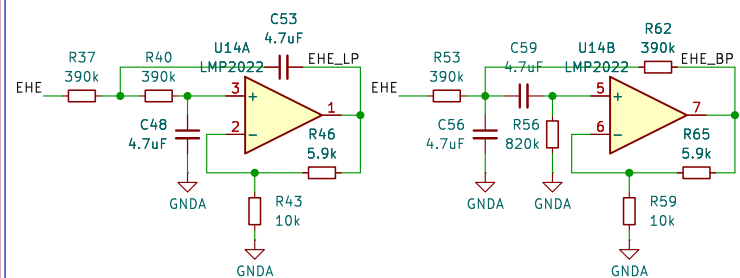 C53
4.7uF
R37
390k
R40
390k
U14A
LMP2022
EHE_LP
EHE
3
+
2
−
1
C48
4.7uF
R46
5.9k
GNDA
R43
10k
GNDA
R62
390k
R53
390k
C59
4.7uF
U14B
LMP2022
EHE_BP
EHE
5
+
6
−
7
C56
4.7uF
R56
820k
R65
5.9k
GNDA
GNDA
R59
10k
GNDA